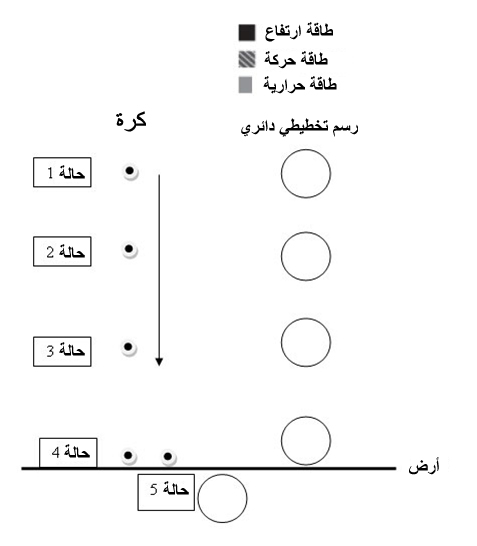 طاقة ارتفاع
طاقة حركة
طاقة حرارية
كرة
رسم تخطيطي دائري
حالة 1
حالة 2
حالة 3
حالة 4
أرض
حالة 5